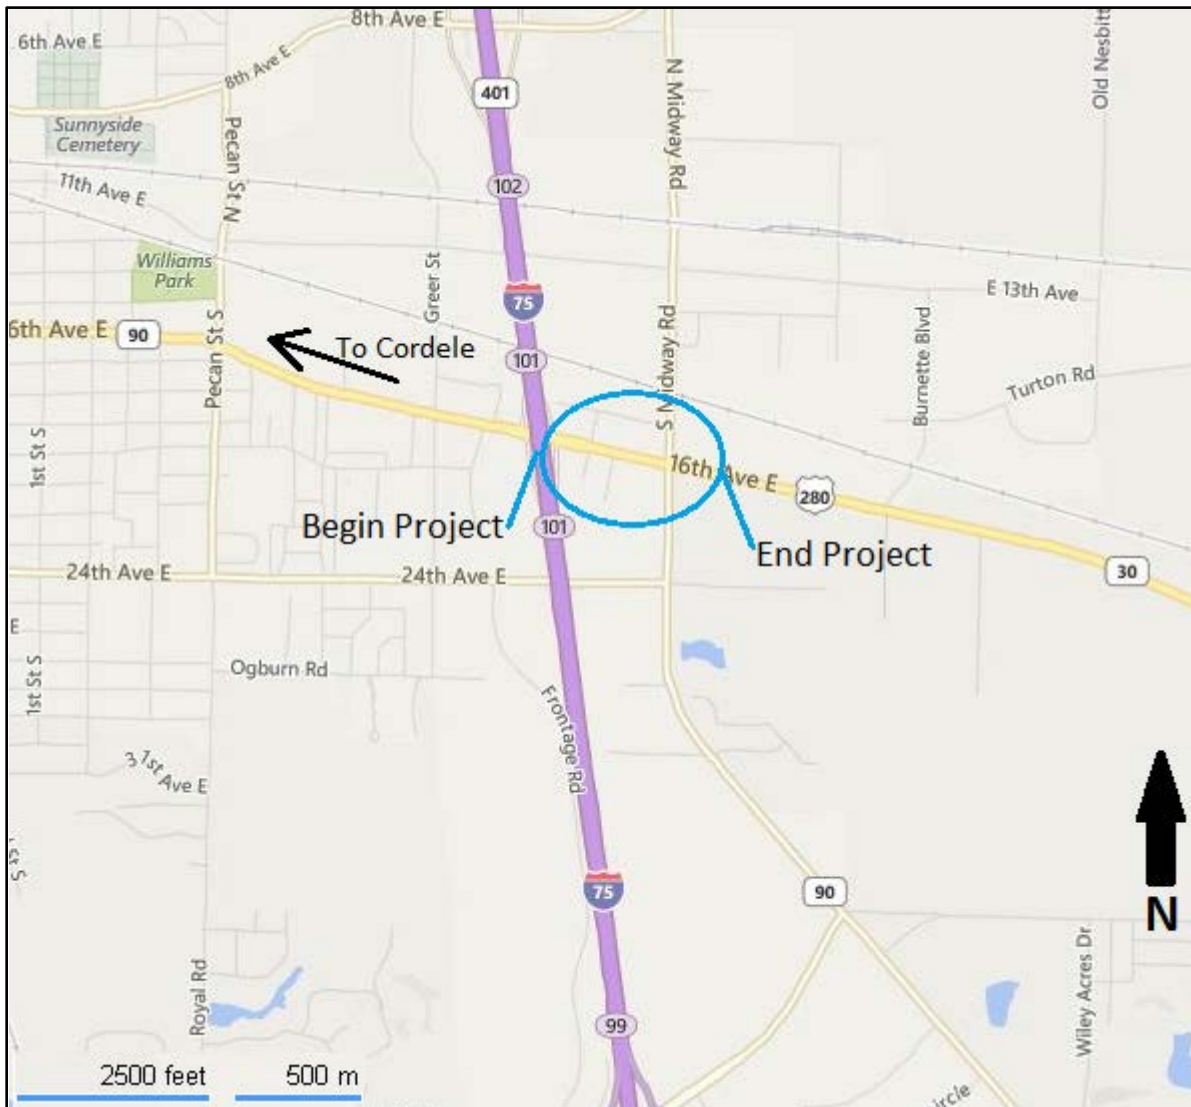 8th Ave E
6th Ave E
8th Ave E
401
N Midway Rd
Old Nesbitt
Sunnyside
Cemetery
Pecan St N
11th Ave E
102
Williams
Park
Greer St
75
E 13th Ave
6th Ave E
90
Pecan St S
To Cordele
101
S Midway Rd
Burnette Blvd
Turton Rd
1st St S
16th Ave E
280
Begin Project
101
End Project
24th Ave E
24th Ave E
30
E
1st St S
Ogburn Rd
Frontage Rd
31st Ave E
75
90
N
Royal Rd
Wiley Acres Dr
99
2500 feet
500 m
ircle